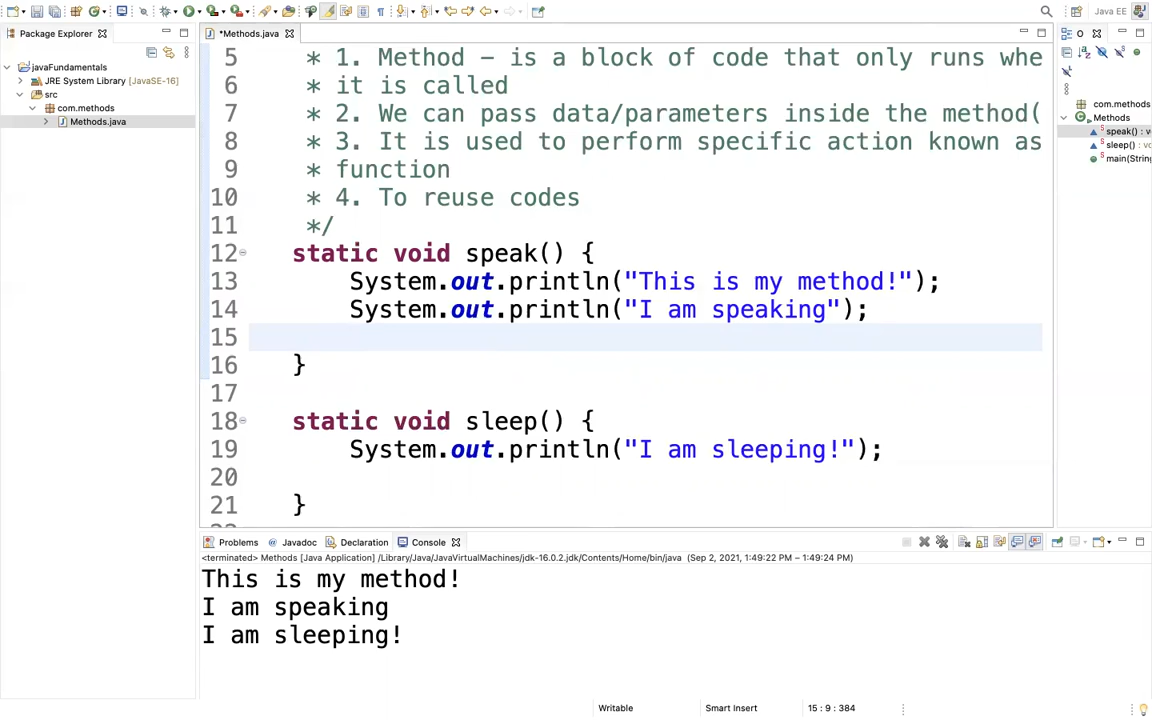 Java EE
Package Explorer
*Methods.java
javaFundamentals
JRE System Library [JavaSE-16]
src
com.methods
Methods.java
5 * 1. Method – is a block of code that only runs whe
6 * it is called
7 * 2. We can pass data/parameters inside the method(
8 * 3. It is used to perform specific action known as
9 * function
10 * 4. To reuse codes
11 */
12 static void speak() {
13 System.out.println("This is my method!");
14 System.out.println("I am speaking");
15
16 }
17
18 static void sleep() {
19 System.out.println("I am sleeping!");
20
21 }
O
com.methods
Methods
speak() : v
sleep() : v
main(String
Problems @ Javadoc Declaration Console
<terminated> Methods [Java Application] /Library/Java/JavaVirtualMachines/jdk-16.0.2.jdk/Contents/Home/bin/java (Sep 2, 2021, 1:49:22 PM – 1:49:24 PM)
This is my method!
I am speaking
I am sleeping!
Writable Smart Insert 15 : 9 : 384